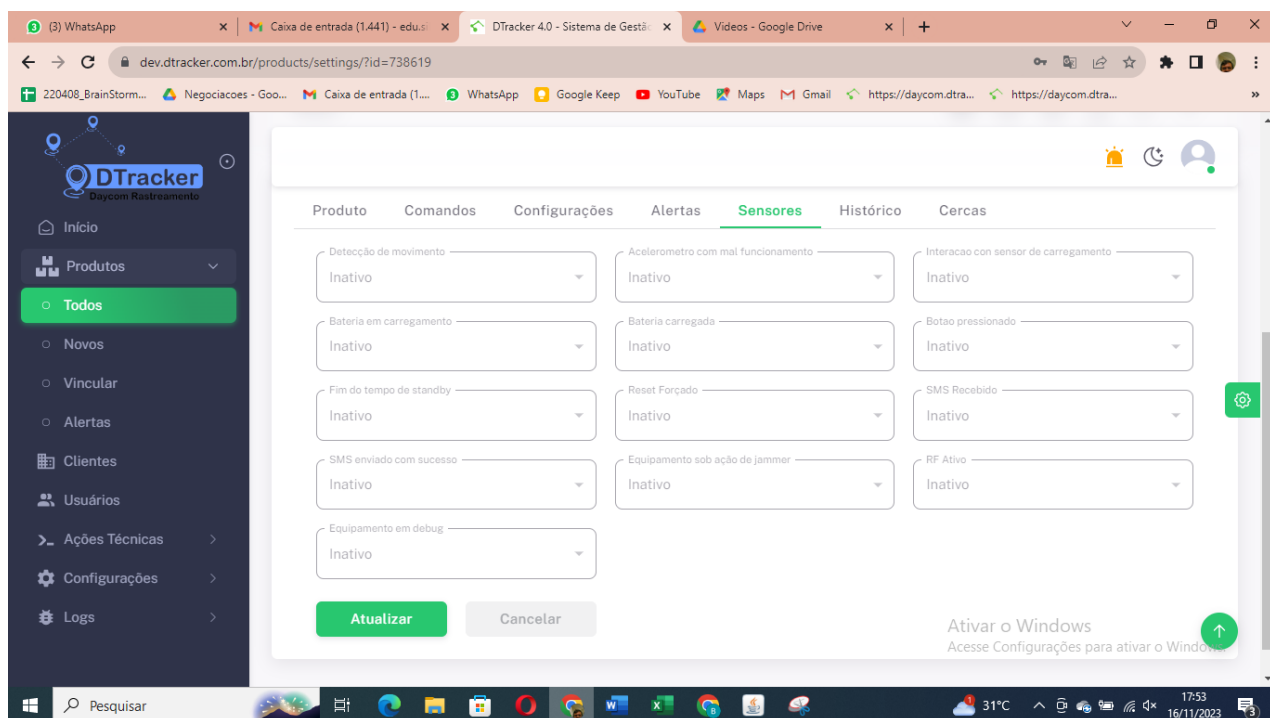 (3) WhatsApp
Caixa de entrada (1.441) - edu.si
DTracker 4.0 - Sistema de Gestão
Videos - Google Drive
dev.dtracker.com.br/products/settings/?id=738619
220408_BrainStorm...
Negociacoes - Goo...
Caixa de entrada (1....
WhatsApp
Google Keep
YouTube
Maps
Gmail
https://daycom.dtra...
https://daycom.dtra...
»
DTracker
Daycom Rastreamento
Início
Produtos
Todos
Novos
Vincular
Alertas
Clientes
Usuários
Ações Técnicas
Configurações
Logs
Produto
Comandos
Configurações
Alertas
Sensores
Histórico
Cercas
Detecção de movimento
Inativo
Acelerometro com mal funcionamento
Inativo
Interacao con sensor de carregamento
Inativo
Bateria em carregamento
Inativo
Bateria carregada
Inativo
Botao pressionado
Inativo
Fim do tempo de standby
Inativo
Reset Forçado
Inativo
SMS Recebido
Inativo
SMS enviado com sucesso
Inativo
Equipamento sob ação de jammer
Inativo
RF Ativo
Inativo
Equipamento em debug
Inativo
Atualizar
Cancelar
Ativar o Windows
Acesse Configurações para ativar o Windows.
Pesquisar
31°C
17:53
16/11/2023
3